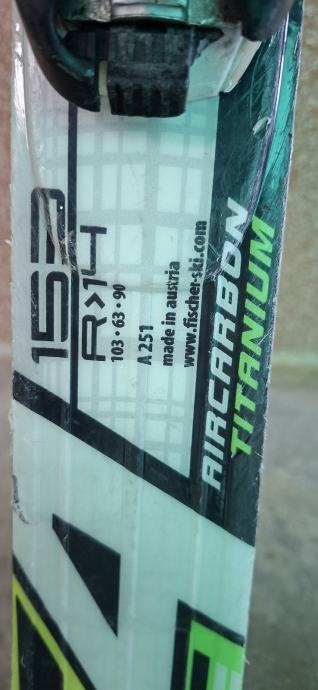 153
R>14
103 • 63 • 90
A 251
made in austria
www.fischer-ski.com
AIRCARBON
TITANIUM